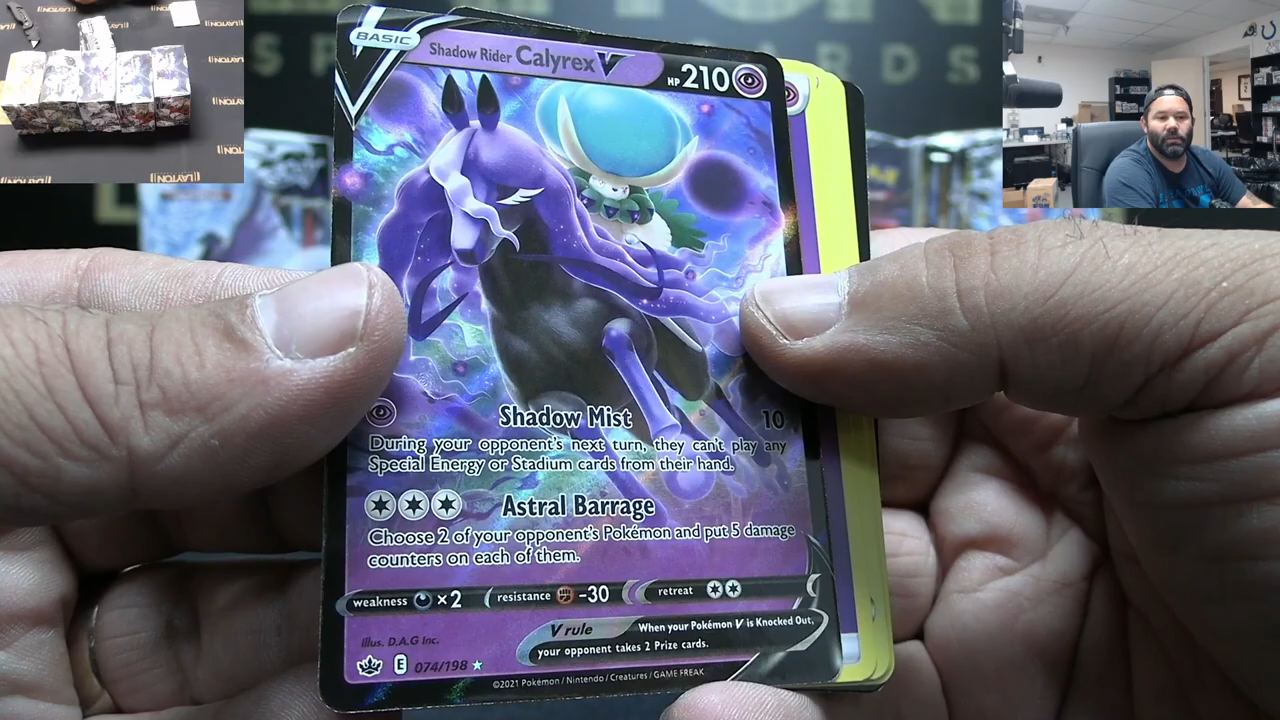 BASIC
Shadow Rider Calyrex V
HP 210
Shadow Mist 10
During your opponent's next turn, they can't play any
Special Energy or Stadium cards from their hand.
Astral Barrage
Choose 2 of your opponent's Pokémon and put 5 damage
counters on each of them.
weakness ×2 resistance -30 retreat
V rule When your Pokémon V is Knocked Out,
your opponent takes 2 Prize cards.
illus. D.A.G Inc.
E 074/198
©2021 Pokémon / Nintendo / Creatures / GAME FREAK
LAYTON